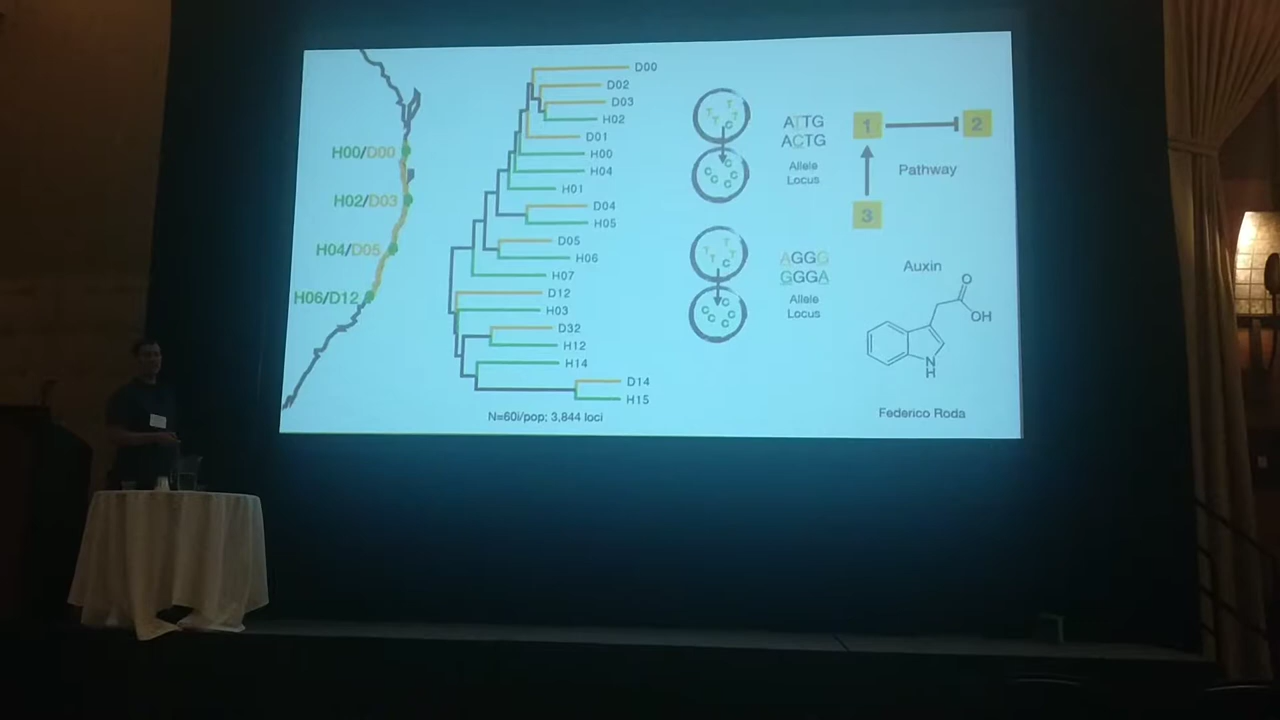 H00/D00
H02/D03
H04/D05
H06/D12
D00
D02
D03
H02
D01
H00
H04
H01
D04
H05
D05
H06
H07
D12
H03
D32
H12
H14
D14
H15
N=60i/pop; 3,844 loci
T T T T C
C C C C
ATTG
ACTG
Allele
Locus
T T T T C
C C C C C
AGGG
GGGA
Allele
Locus
1
2
Pathway
3
Auxin
O
OH
N
H
Federico Roda